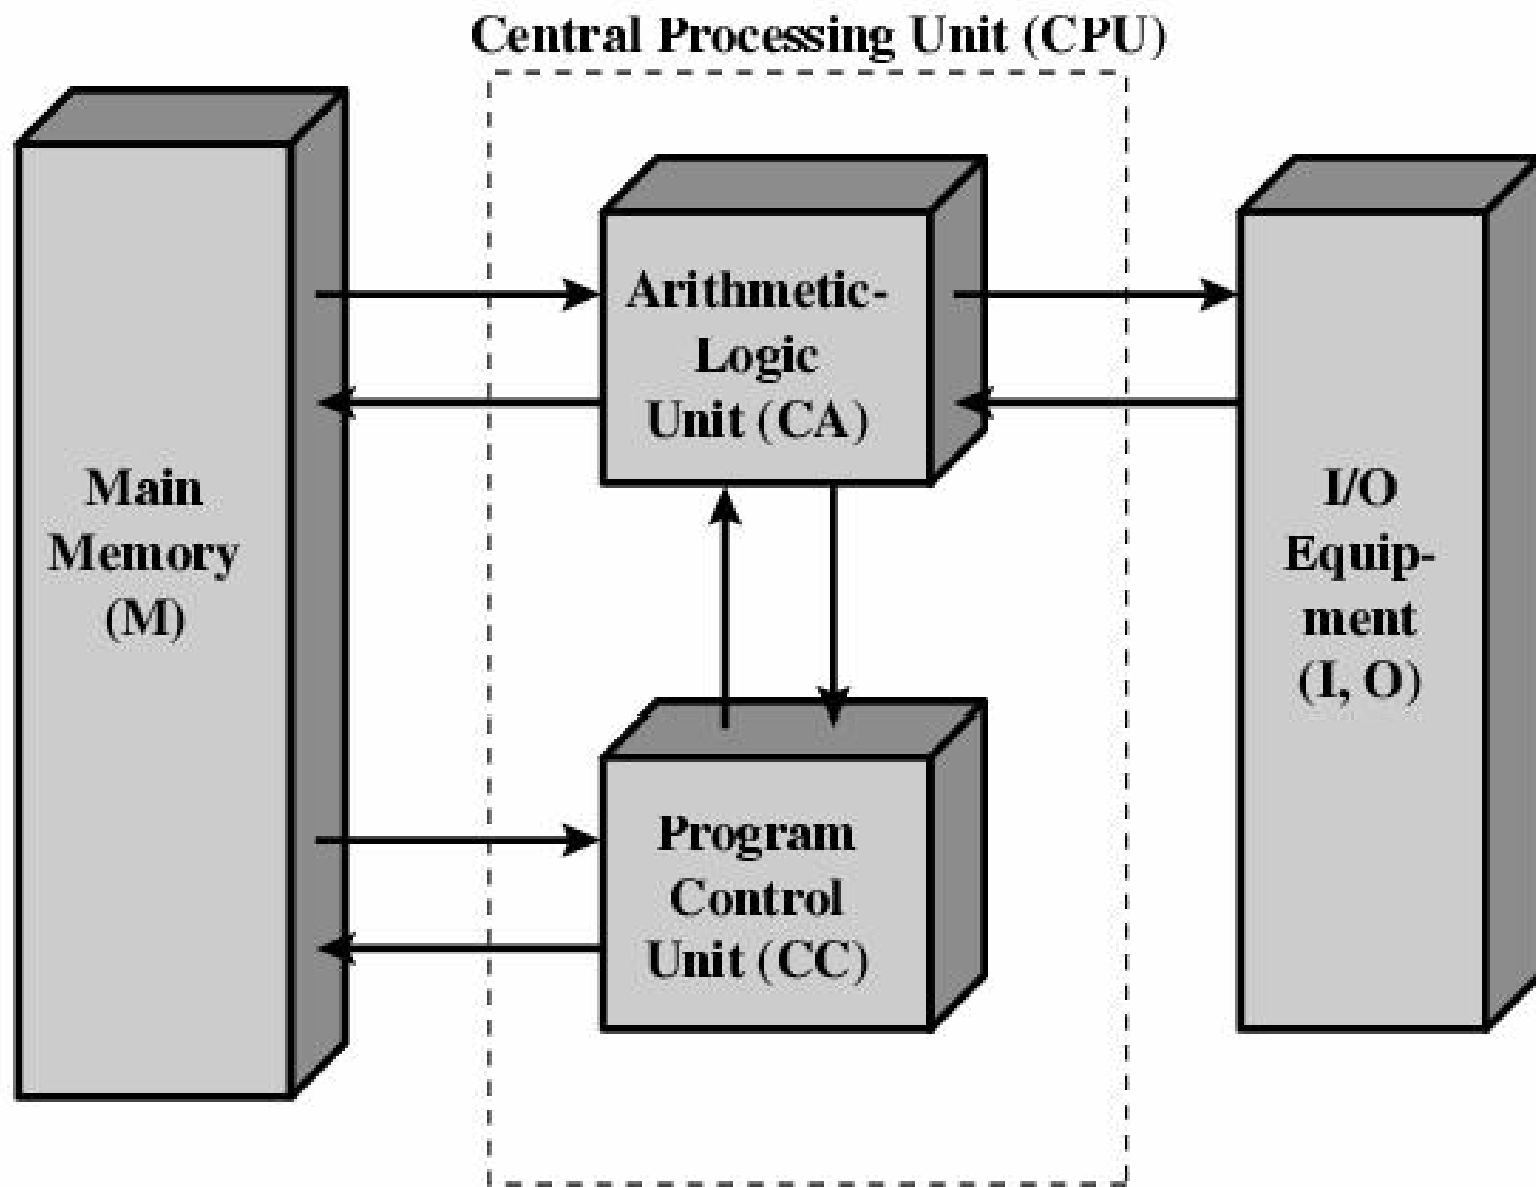 Central Processing Unit (CPU)
Main
Memory
(M)
Arithmetic-
Logic
Unit (CA)
Program
Control
Unit (CC)
I/O
Equip-
ment
(I, O)